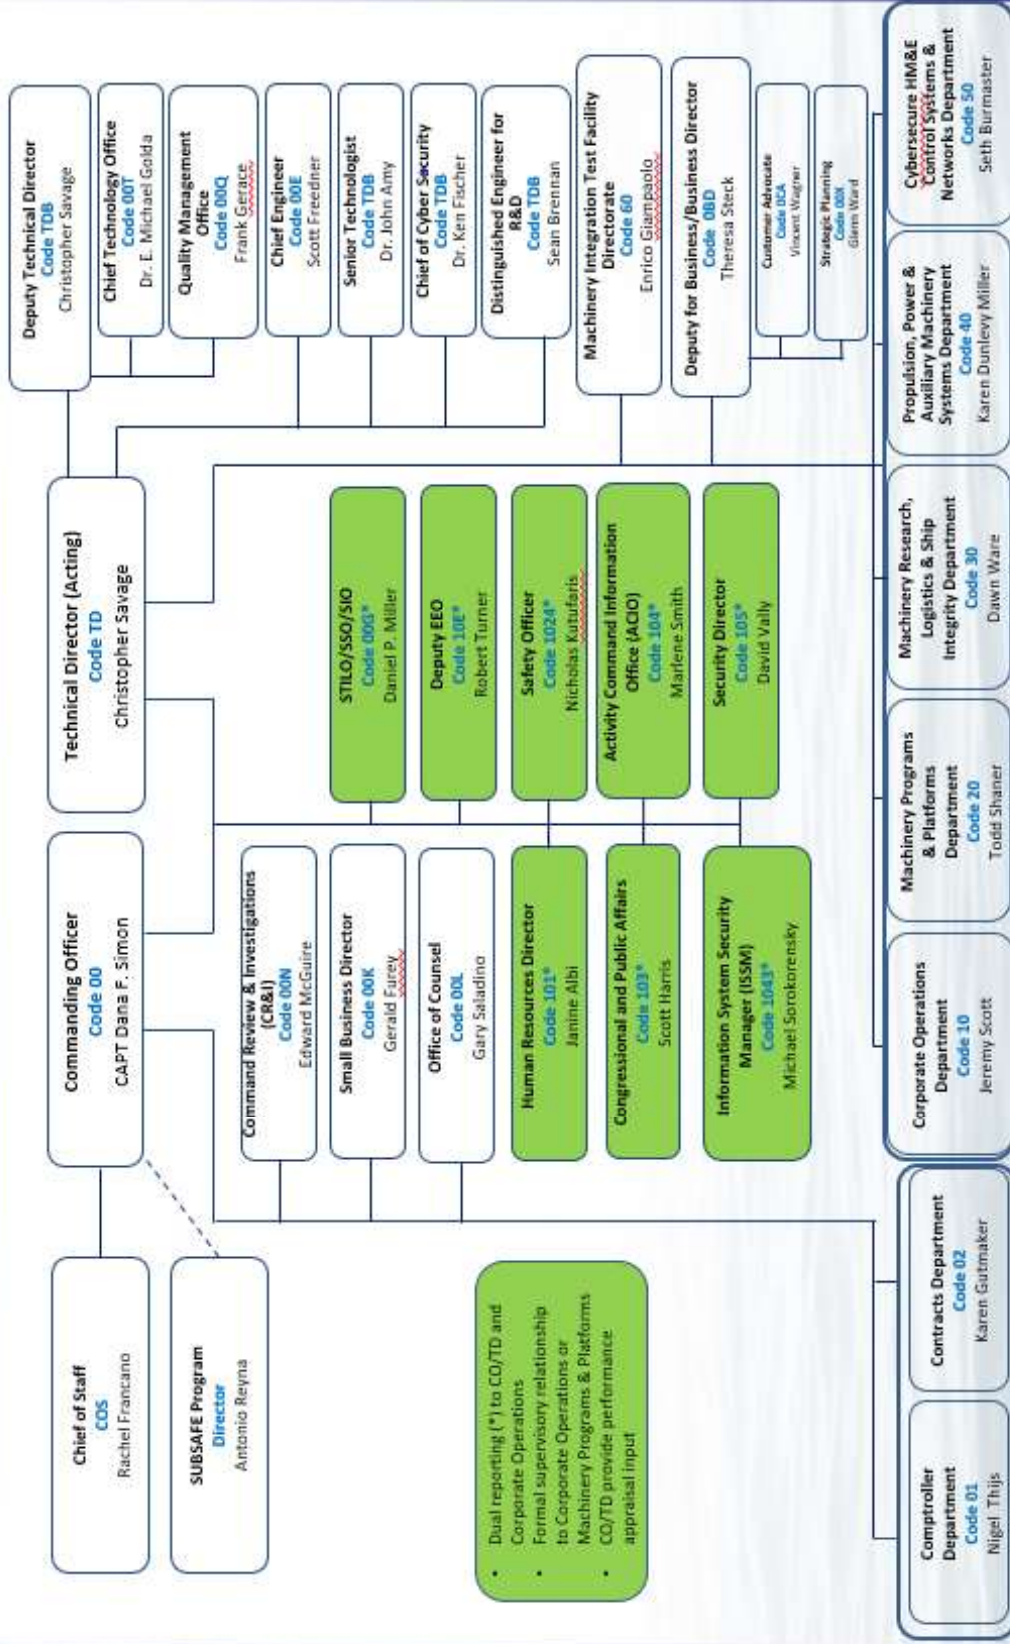 Chief of Staff
COS
Rachel Francano
SUBSAFE Program
Director
Antonio Reyna
Commanding Officer
Code 00
CAPT Dana F. Simon
Technical Director (Acting)
Code TD
Christopher Savage
Deputy Technical Director
Code TDB
Christopher Savage
Chief Technology Office
Code 00T
Dr. E. Michael Golda
Quality Management
Office
Code 00Q
Frank Gerace
Chief Engineer
Code 00E
Scott Freedner
Senior Technologist
Code TDB
Dr. John Amy
Chief of Cyber Security
Code TDB
Dr. Ken Fischer
Distinguished Engineer for
R&D
Code TDB
Sean Brennan
Machinery Integration Test Facility
Directorate
Code 60
Enrico Giampaolo
Deputy for Business/Business Director
Code 0BD
Theresa Steck
Customer Advocate
Code 0CA
Vincent Wagner
Strategic Planning
Code 00X
Glenn Ward
Command Review & Investigations
(CR&I)
Code 00N
Edward McGuire
Small Business Director
Code 00K
Gerald Furey
Office of Counsel
Code 00L
Gary Saladino
Human Resources Director
Code 101*
Janine Albi
Congressional and Public Affairs
Code 103*
Scott Harris
Information System Security
Manager (ISSM)
Code 1043*
Michael Sorokorensky
STILO/SSO/SIO
Code 00G*
Daniel P. Miller
Deputy EEO
Code 10E*
Robert Turner
Safety Officer
Code 1024*
Nicholas Kutufaris
Activity Command Information
Office (ACIO)
Code 104*
Marlene Smith
Security Director
Code 105*
David Vally
• Dual reporting (*) to CO/TD and
Corporate Operations
• Formal supervisory relationship
to Corporate Operations or
Machinery Programs & Platforms
• CO/TD provide performance
appraisal input
Comptroller
Department
Code 01
Nigel Thijs
Contracts Department
Code 02
Karen Gutmaker
Corporate Operations
Department
Code 10
Jeremy Scott
Machinery Programs
& Platforms
Department
Code 20
Todd Shaner
Machinery Research,
Logistics & Ship
Integrity Department
Code 30
Dawn Ware
Propulsion, Power &
Auxiliary Machinery
Systems Department
Code 40
Karen Dunlevy Miller
Cybersecure HM&E
Control Systems &
Networks Department
Code 50
Seth Burmaster